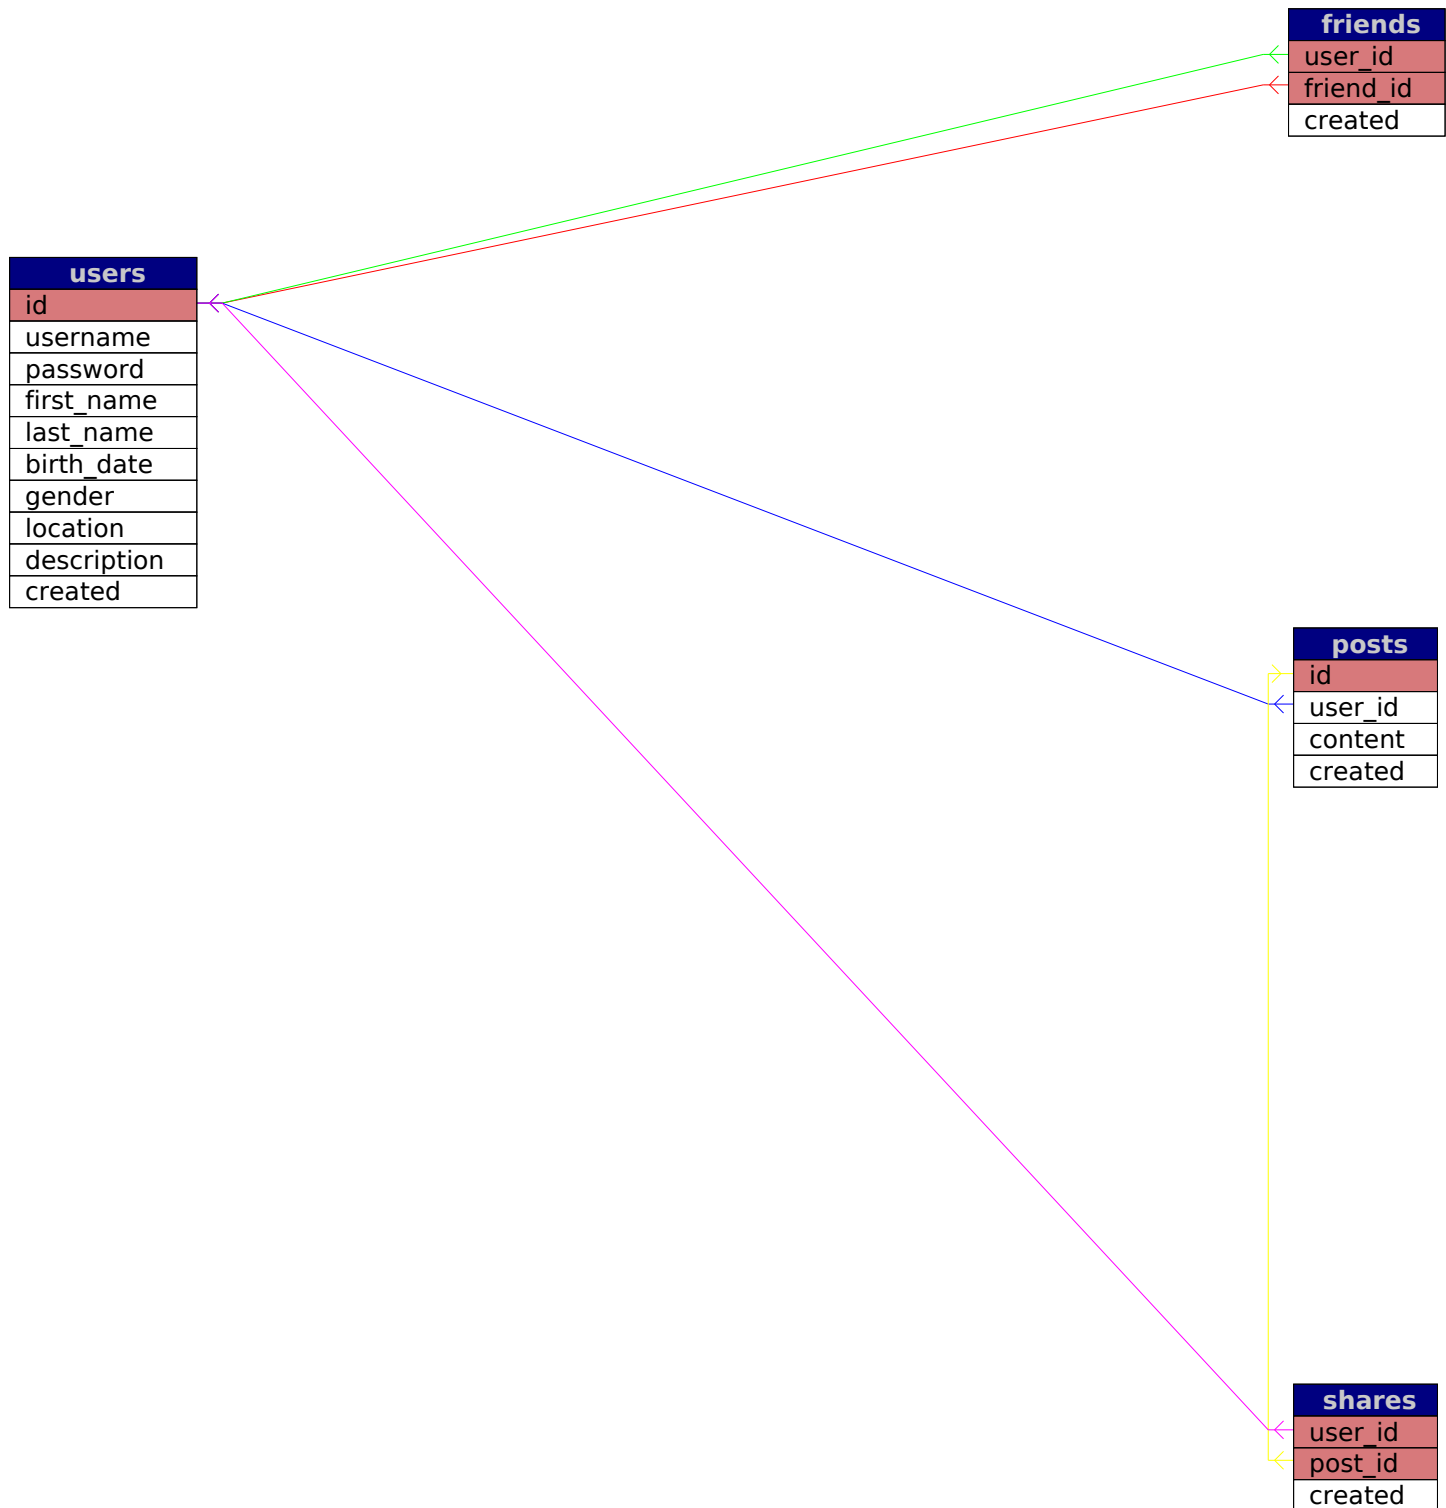 friends
user_id
friend_id
created
users
id
username
password
first_name
last_name
birth_date
gender
location
description
created
posts
id
user_id
content
created
shares
user_id
post_id
created